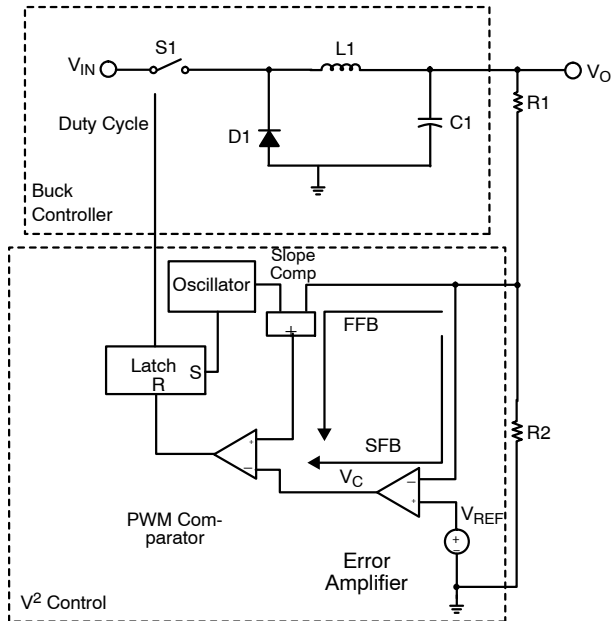 S1
L1
V_IN
V_O
R1
Duty Cycle
D1
C1
Buck
Controller
Slope
Comp
Oscillator
+
FFB
Latch
S
R
R2
+
SFB
−
V_C
−
+
V_REF
PWM Com-
parator
+
−
Error
Amplifier
V² Control